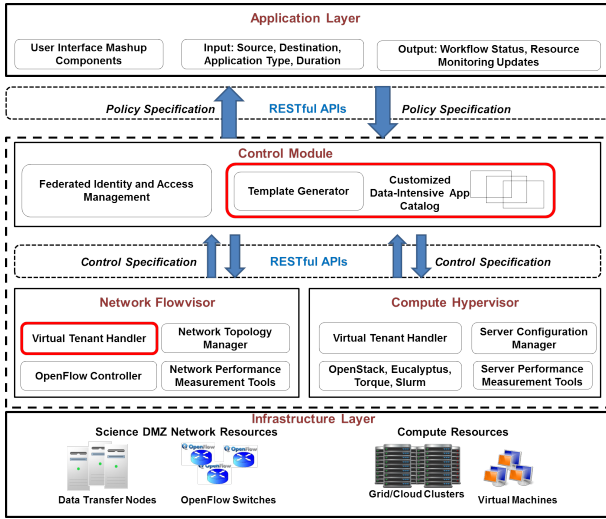 Application Layer
User Interface Mashup
Components
Input: Source, Destination,
Application Type, Duration
Output: Workflow Status, Resource
Monitoring Updates
Policy Specification
RESTful APIs
Policy Specification
Control Module
Federated Identity and Access
Management
Template Generator
Customized
Data-Intensive App
Catalog
Control Specification
RESTful APIs
Control Specification
Network Flowvisor
Virtual Tenant Handler
Network Topology
Manager
OpenFlow Controller
Network Performance
Measurement Tools
Compute Hypervisor
Virtual Tenant Handler
Server Configuration
Manager
OpenStack, Eucalyptus,
Torque, Slurm
Server Performance
Measurement Tools
Infrastructure Layer
Science DMZ Network Resources
Compute Resources
OpenFlow
OpenFlow
OpenFlow
Data Transfer Nodes
OpenFlow Switches
Grid/Cloud Clusters
Virtual Machines